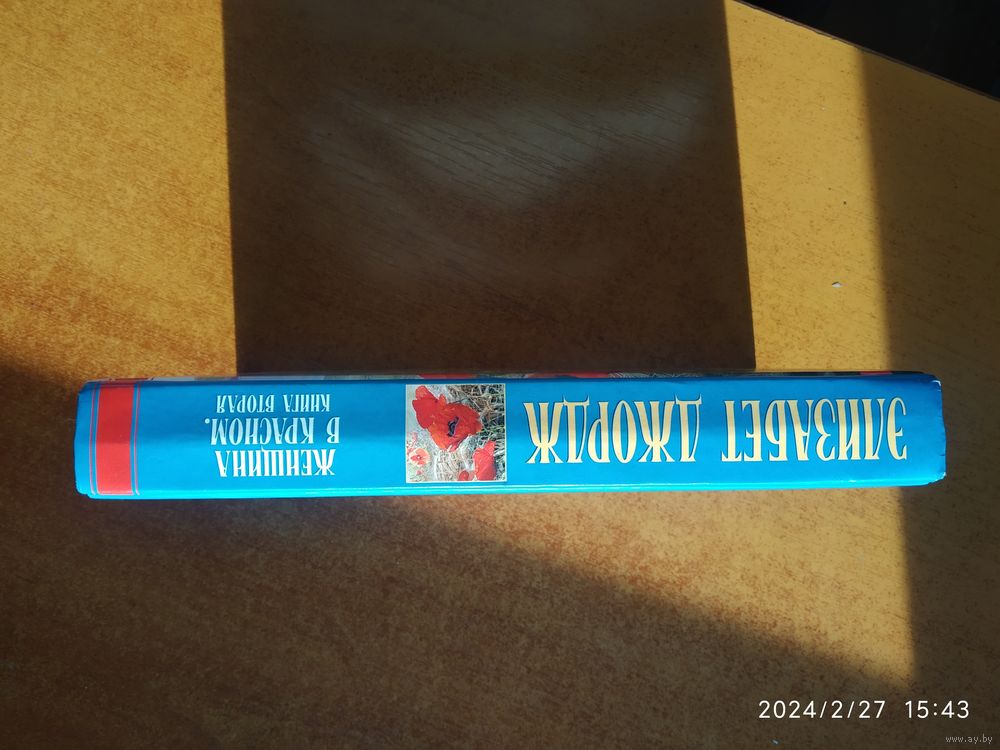 ЭЛИЗАБЕТ ДЖОРДЖ
ЖЕНЩИНА
В КРАСНОМ.
КНИГА ВТОРАЯ
2024/2/27 15:43
www.ay.by